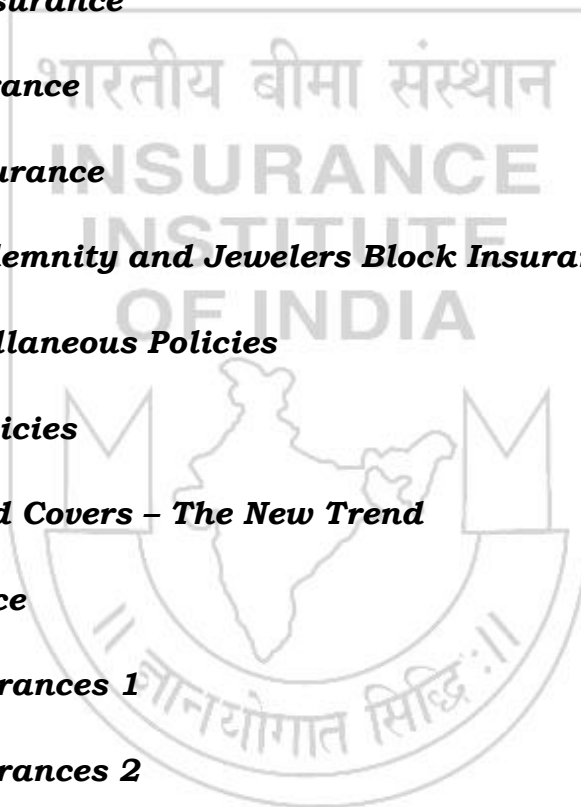 surance
भारतीय बीमा संस्थान
rance
INSURANCE
urance
INSTITUTE
lemnity and Jewelers Block Insura
OF INDIA
llaneous Policies
icies
d Covers – The New Trend
ce
rances 1
॥ ज्ञानयोगात सिद्धि: ॥
rances 2